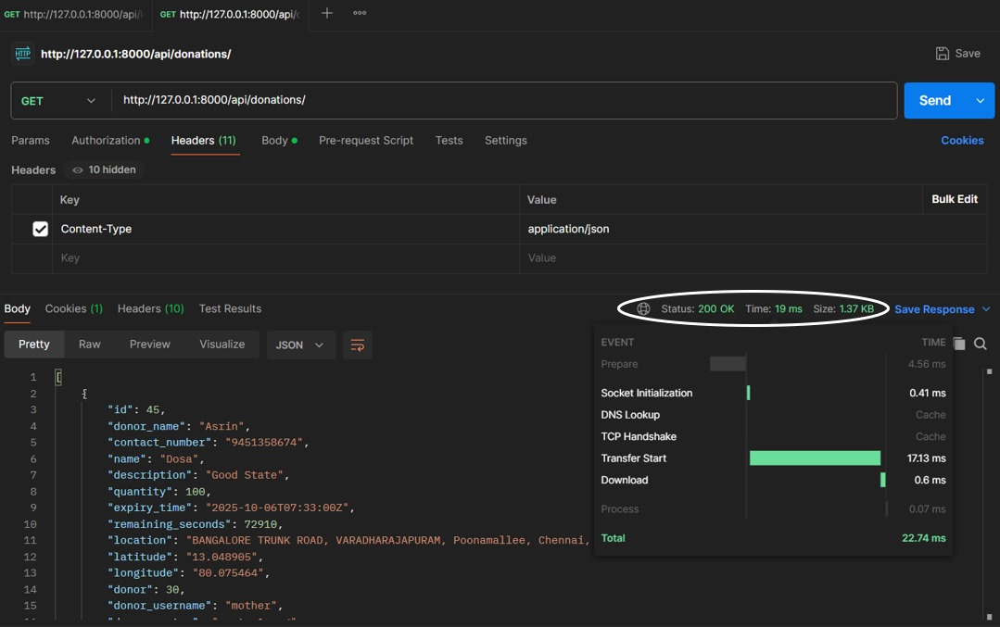 GET http://127.0.0.1:8000/api/ GET http://127.0.0.1:8000/api/
HTTP http://127.0.0.1:8000/api/donations/ Save
GET http://127.0.0.1:8000/api/donations/ Send
Params Authorization Headers (11) Body Pre-request Script Tests Settings Cookies
Headers 10 hidden
Key Value Bulk Edit
Content-Type application/json
Key Value
Body Cookies (1) Headers (10) Test Results Status: 200 OK Time: 19 ms Size: 1.37 KB Save Response
Pretty Raw Preview Visualize JSON
EVENT TIME
Prepare 4.56 ms
Socket Initialization 0.41 ms
DNS Lookup Cache
TCP Handshake Cache
Transfer Start 17.13 ms
Download 0.6 ms
Process 0.07 ms
Total 22.74 ms
1 [
2 {
3 "id": 45,
4 "donor_name": "Asrin",
5 "contact_number": "9451358674",
6 "name": "Dosa",
7 "description": "Good State",
8 "quantity": 100,
9 "expiry_time": "2025-10-06T07:33:00Z",
10 "remaining_seconds": 72910,
11 "location": "BANGALORE TRUNK ROAD, VARADHARAJAPURAM, Poonamallee, Chennai,
12 "latitude": "13.048905",
13 "longitude": "80.075464",
14 "donor": 30,
15 "donor_username": "mother",